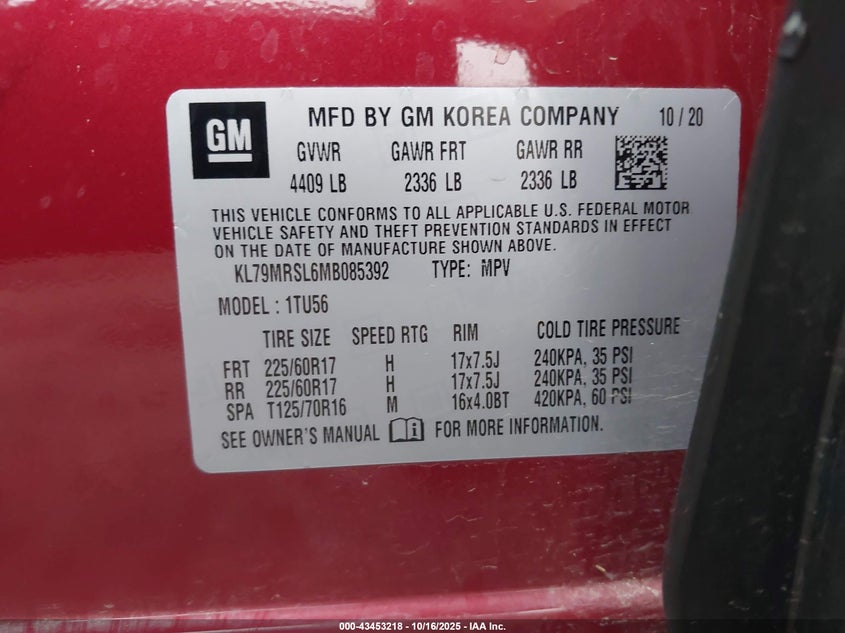 GM MFD BY GM KOREA COMPANY 10 / 20
GVWR GAWR FRT GAWR RR
4409 LB 2336 LB 2336 LB
THIS VEHICLE CONFORMS TO ALL APPLICABLE U.S. FEDERAL MOTOR
VEHICLE SAFETY AND THEFT PREVENTION STANDARDS IN EFFECT
ON THE DATE OF MANUFACTURE SHOWN ABOVE.
KL79MRSL6MB085392 TYPE: MPV
MODEL : 1TU56
TIRE SIZE SPEED RTG RIM COLD TIRE PRESSURE
FRT 225/60R17 H 17x7.5J 240KPA, 35 PSI
RR 225/60R17 H 17x7.5J 240KPA, 35 PSI
SPA T125/70R16 M 16x4.0BT 420KPA, 60 PSI
SEE OWNER'S MANUAL i FOR MORE INFORMATION.
000-43453218 - 10/16/2025 - IAA Inc.